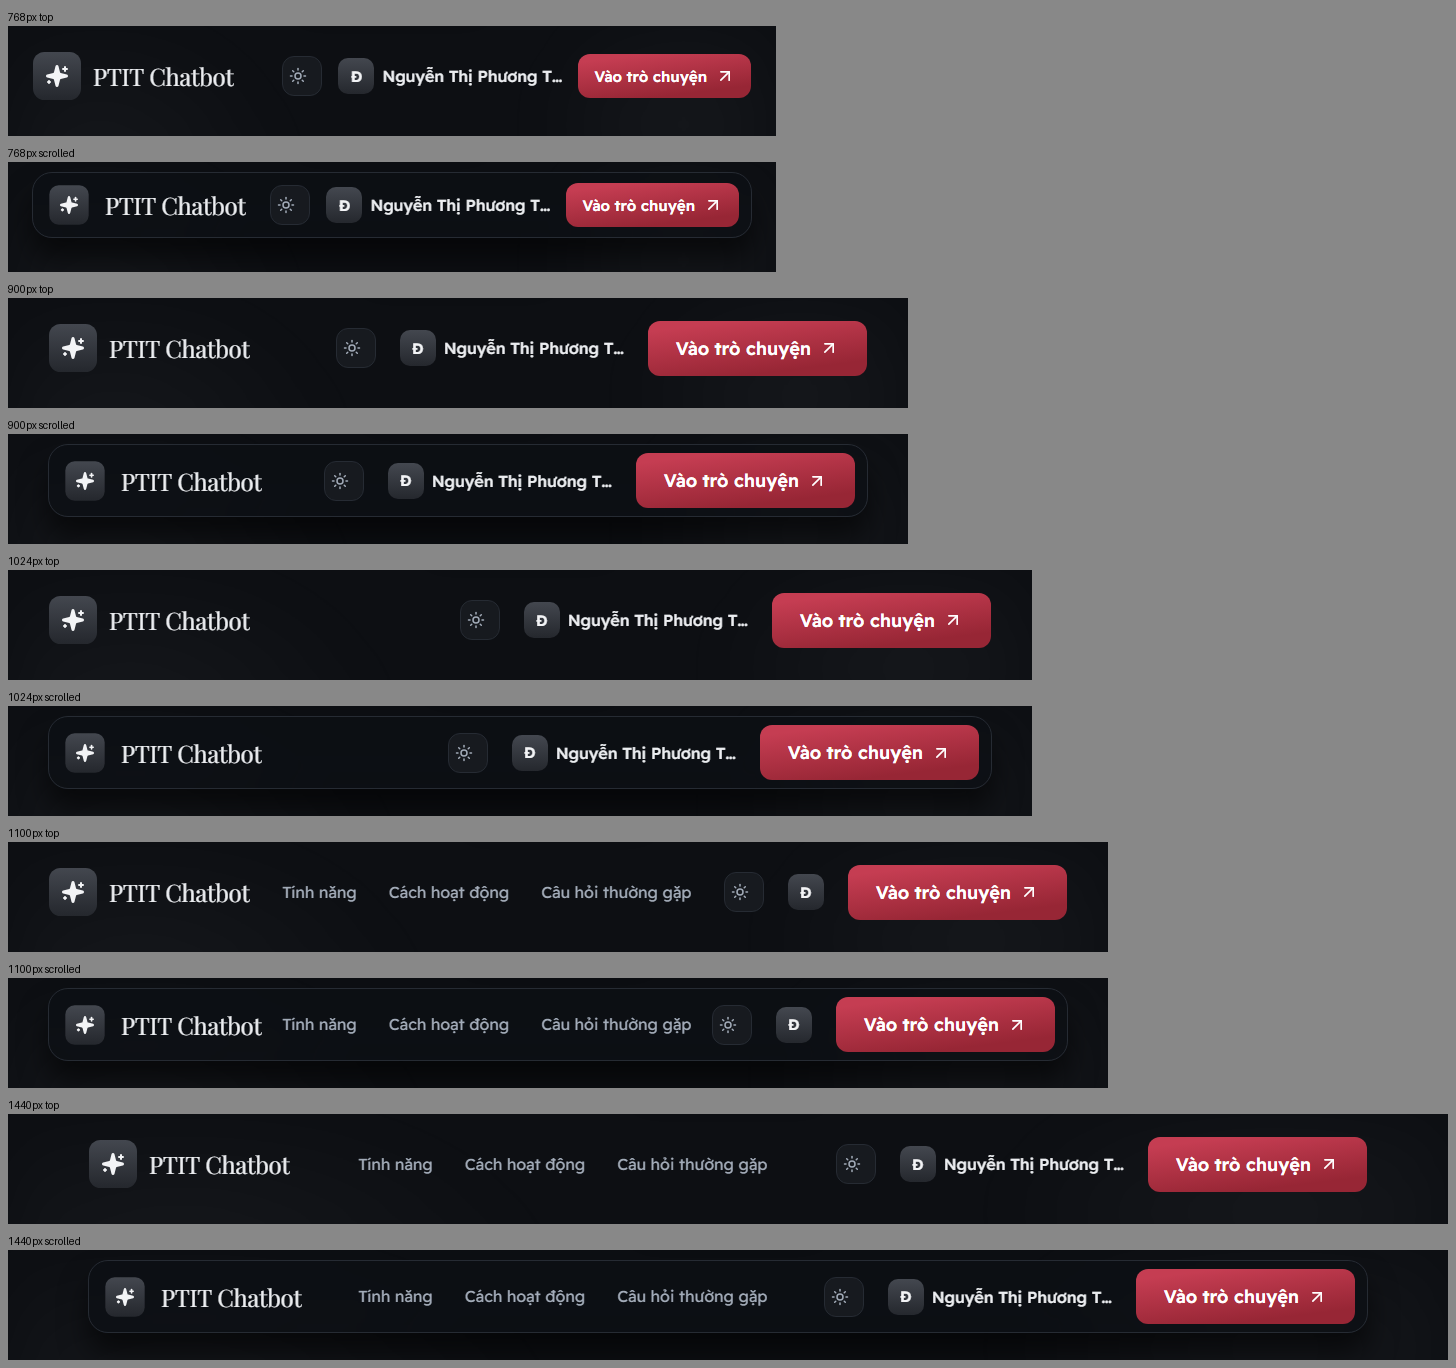 768px top
PTIT Chatbot Đ Nguyễn Thị Phương T... Vào trò chuyện
768px scrolled
PTIT Chatbot Đ Nguyễn Thị Phương T... Vào trò chuyện
900px top
PTIT Chatbot Đ Nguyễn Thị Phương T... Vào trò chuyện
900px scrolled
PTIT Chatbot Đ Nguyễn Thị Phương T... Vào trò chuyện
1024px top
PTIT Chatbot Đ Nguyễn Thị Phương T... Vào trò chuyện
1024px scrolled
PTIT Chatbot Đ Nguyễn Thị Phương T... Vào trò chuyện
1100px top
PTIT Chatbot Tính năng Cách hoạt động Câu hỏi thường gặp Đ Vào trò chuyện
1100px scrolled
PTIT Chatbot Tính năng Cách hoạt động Câu hỏi thường gặp Đ Vào trò chuyện
1440px top
PTIT Chatbot Tính năng Cách hoạt động Câu hỏi thường gặp Đ Nguyễn Thị Phương T... Vào trò chuyện
1440px scrolled
PTIT Chatbot Tính năng Cách hoạt động Câu hỏi thường gặp Đ Nguyễn Thị Phương T... Vào trò chuyện